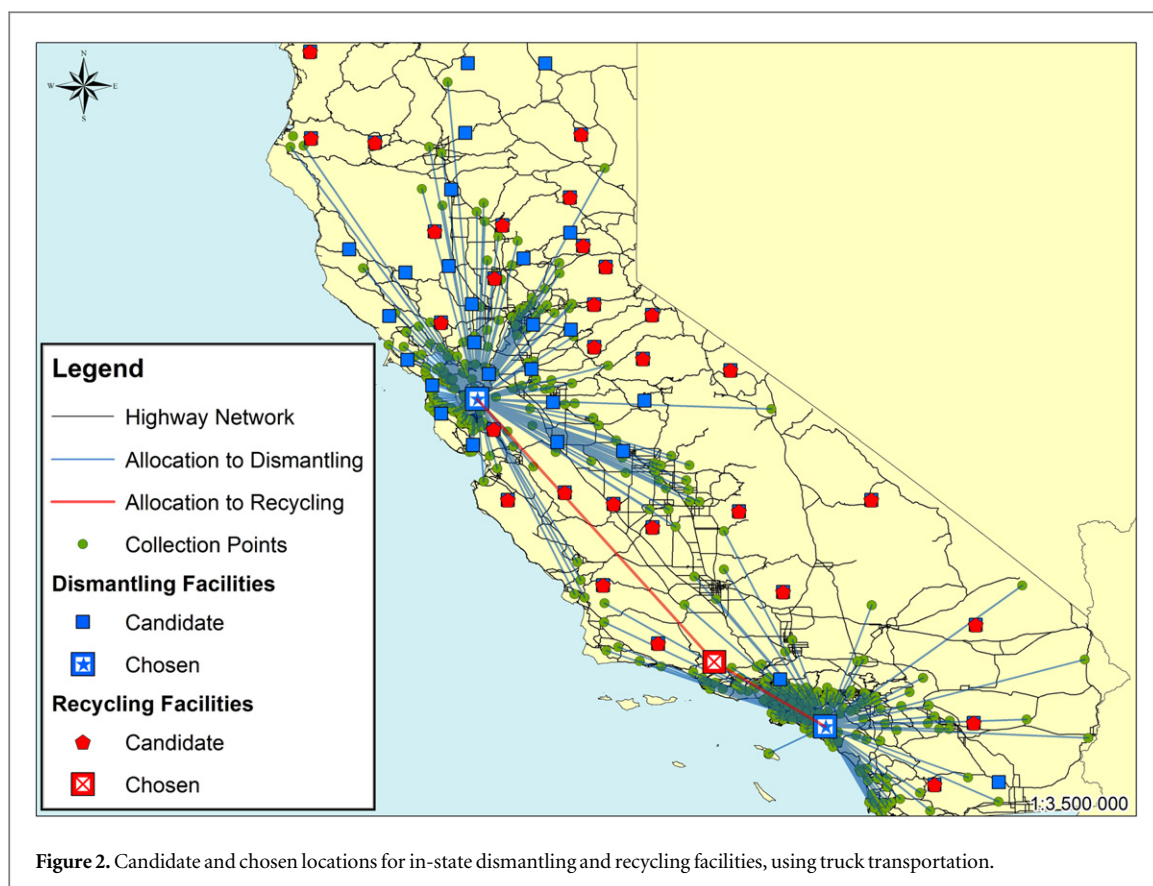 N
W E
S
Legend
Highway Network
Allocation to Dismantling
Allocation to Recycling
Collection Points
Dismantling Facilities
Candidate
Chosen
Recycling Facilities
Candidate
Chosen
1:3 500 000
Figure 2. Candidate and chosen locations for in-state dismantling and recycling facilities, using truck transportation.